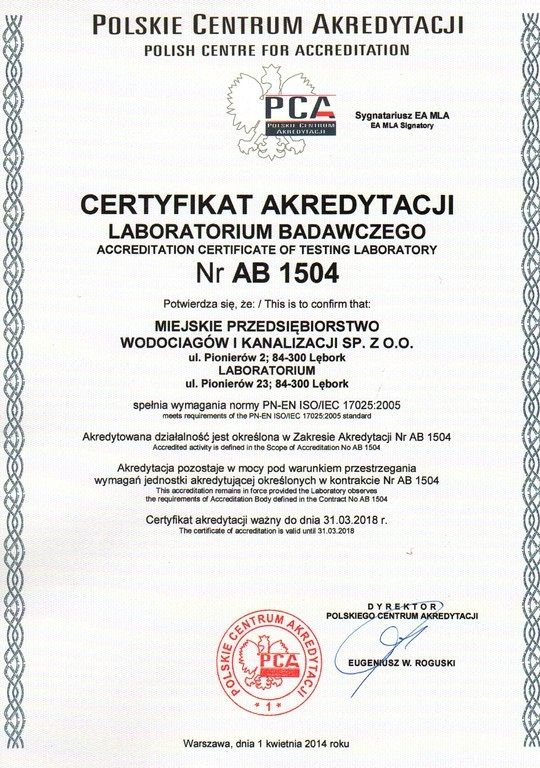 POLSKIE CENTRUM AKREDYTACJI
POLISH CENTRE FOR ACCREDITATION
PCA
POLSKIE CENTRUM
AKREDYTACJI
Sygnatariusz EA MLA
EA MLA Signatory
CERTYFIKAT AKREDYTACJI
LABORATORIUM BADAWCZEGO
ACCREDITATION CERTIFICATE OF TESTING LABORATORY
Nr AB 1504
Potwierdza się, że: / This is to confirm that:
MIEJSKIE PRZEDSIĘBIORSTWO
WODOCIAGÓW I KANALIZACJI SP. Z O.O.
ul. Pionierów 2; 84-300 Lębork
LABORATORIUM
ul. Pionierów 23; 84-300 Lębork
spełnia wymagania normy PN-EN ISO/IEC 17025:2005
meets requirements of the PN-EN ISO/IEC 17025:2005 standard
Akredytowana działalność jest określona w Zakresie Akredytacji Nr AB 1504
Accredited activity is defined in the Scope of Accreditation No AB 1504
Akredytacja pozostaje w mocy pod warunkiem przestrzegania
wymagań jednostki akredytującej określonych w kontrakcie Nr AB 1504
This accreditation remains in force provided the Laboratory observes
the requirements of Accreditation Body defined in the Contract No AB 1504
Certyfikat akredytacji ważny do dnia 31.03.2018 r.
The certificate of accreditation is valid until 31.03.2018
DYREKTOR
POLSKIEGO CENTRUM AKREDYTACJI
EUGENIUSZ W. ROGUSKI
POLSKIE CENTRUM AKREDYTACJI
PCA
* 1 *
Warszawa, dnia 1 kwietnia 2014 roku